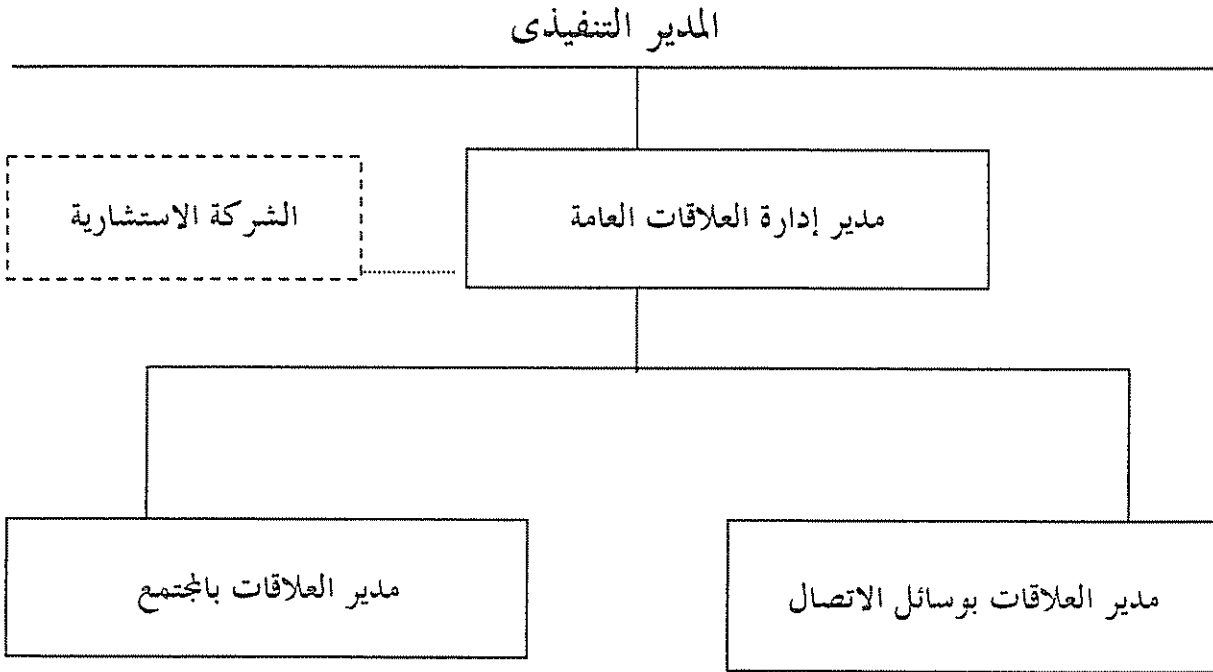 المدير التنفيذى
مدير إدارة العلاقات العامة
الشركة الاستشارية
مدير العلاقات بوسائل الاتصال
مدير العلاقات بالمجتمع